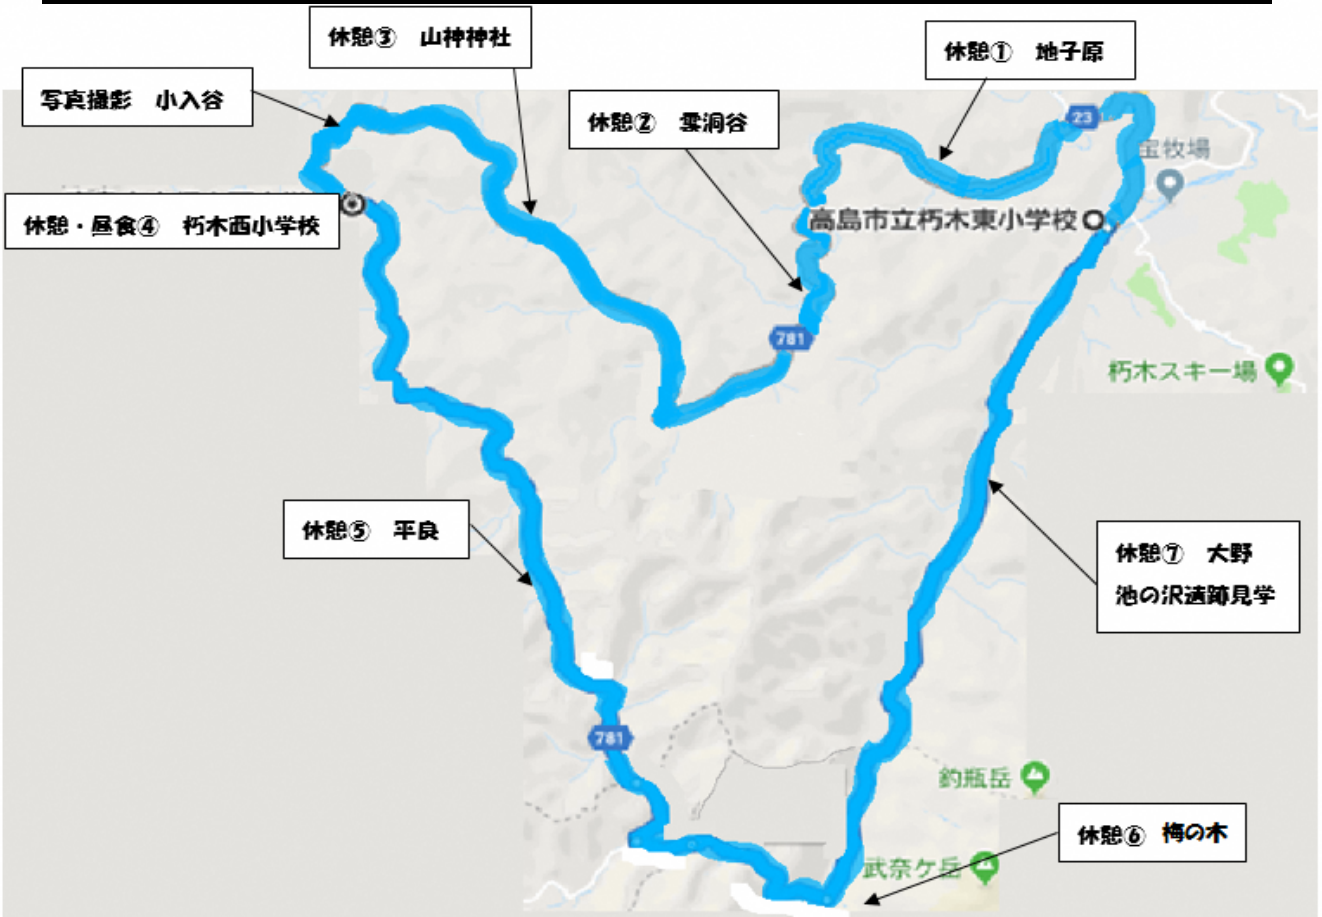 休憩③　山神神社
休憩①　地子原
写真撮影　小入谷
休憩②　雲洞谷
23
宝牧場
休憩・昼食④　朽木西小学校
高島市立朽木東小学校
781
朽木スキー場
休憩⑤　平良
休憩⑦　大野
池の沢遺跡見学
781
釣瓶岳
休憩⑥　梅の木
武奈ケ岳